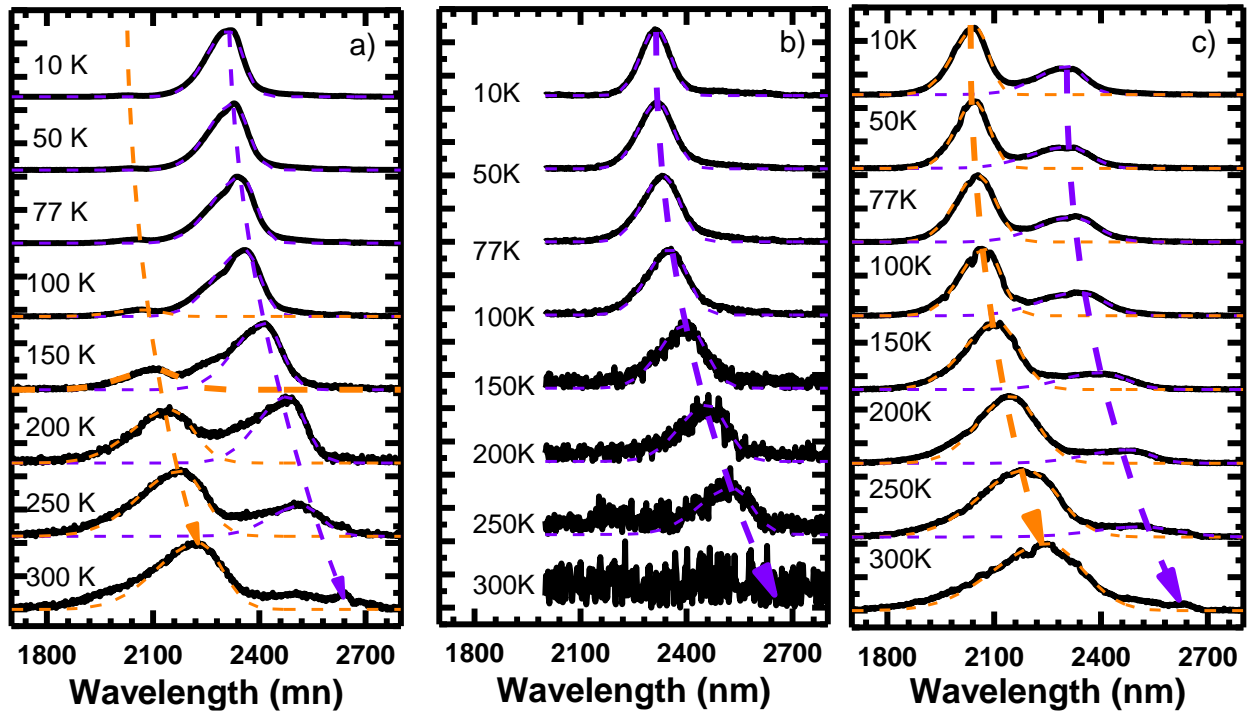 a)
10 K
50 K
77 K
100 K
150 K
200 K
250 K
300 K
1800 2100 2400 2700
Wavelength (mn)
b)
10K
50K
77K
100K
150K
200K
250K
300K
1800 2100 2400 2700
Wavelength (nm)
c)
10K
50K
77K
100K
150K
200K
250K
300K
1800 2100 2400 2700
Wavelength (nm)